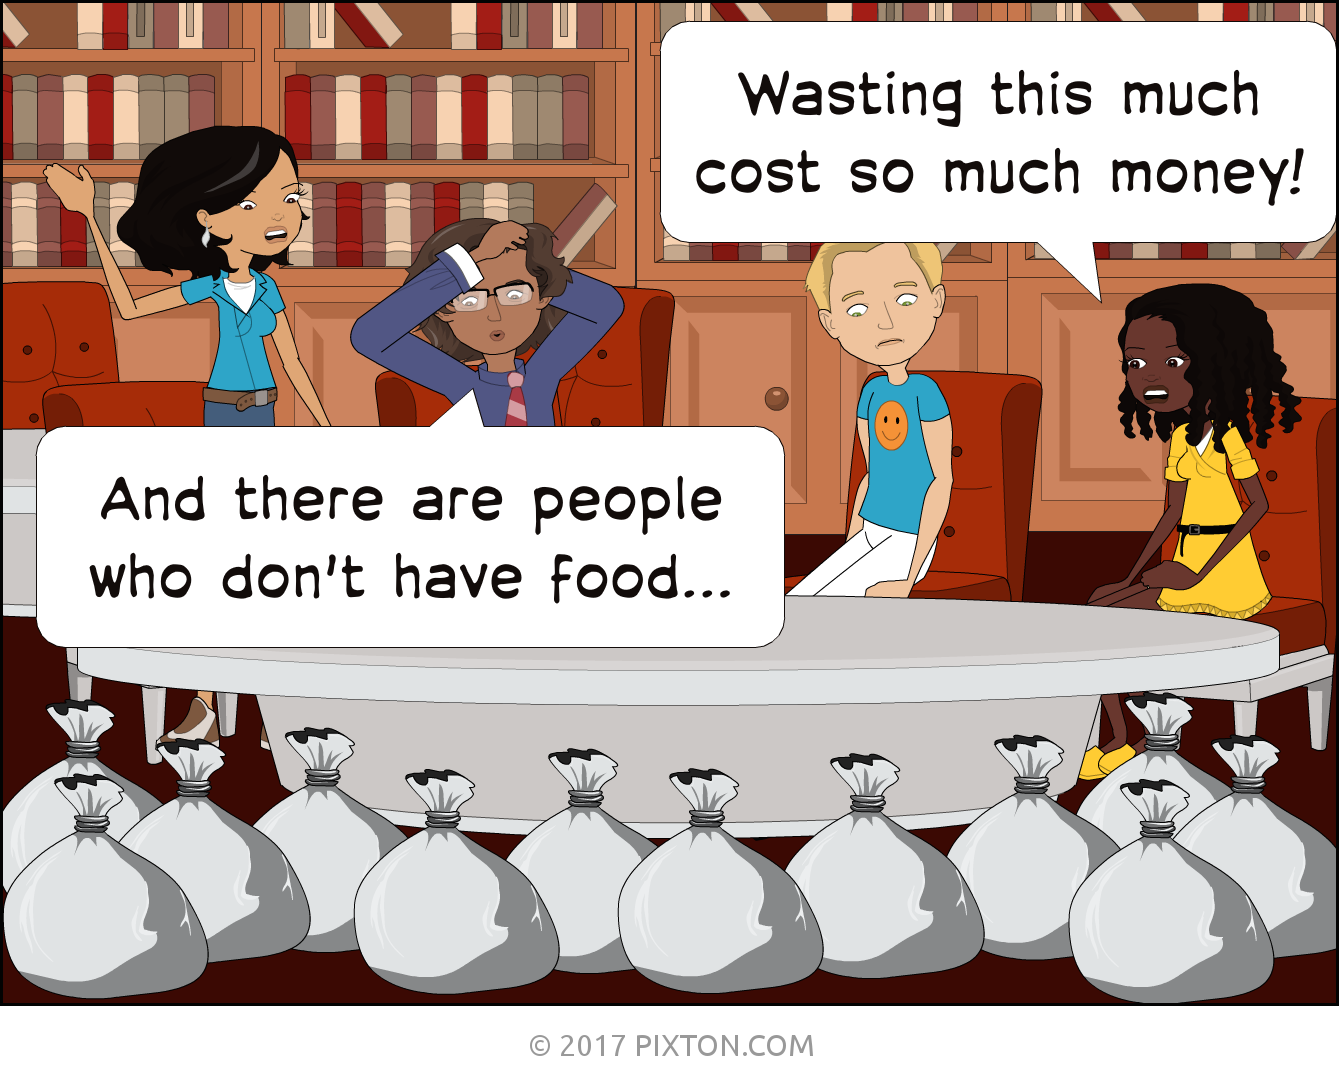 Wasting this much
cost so much money!
And there are people
who don't have food...
© 2017 PIXTON.COM